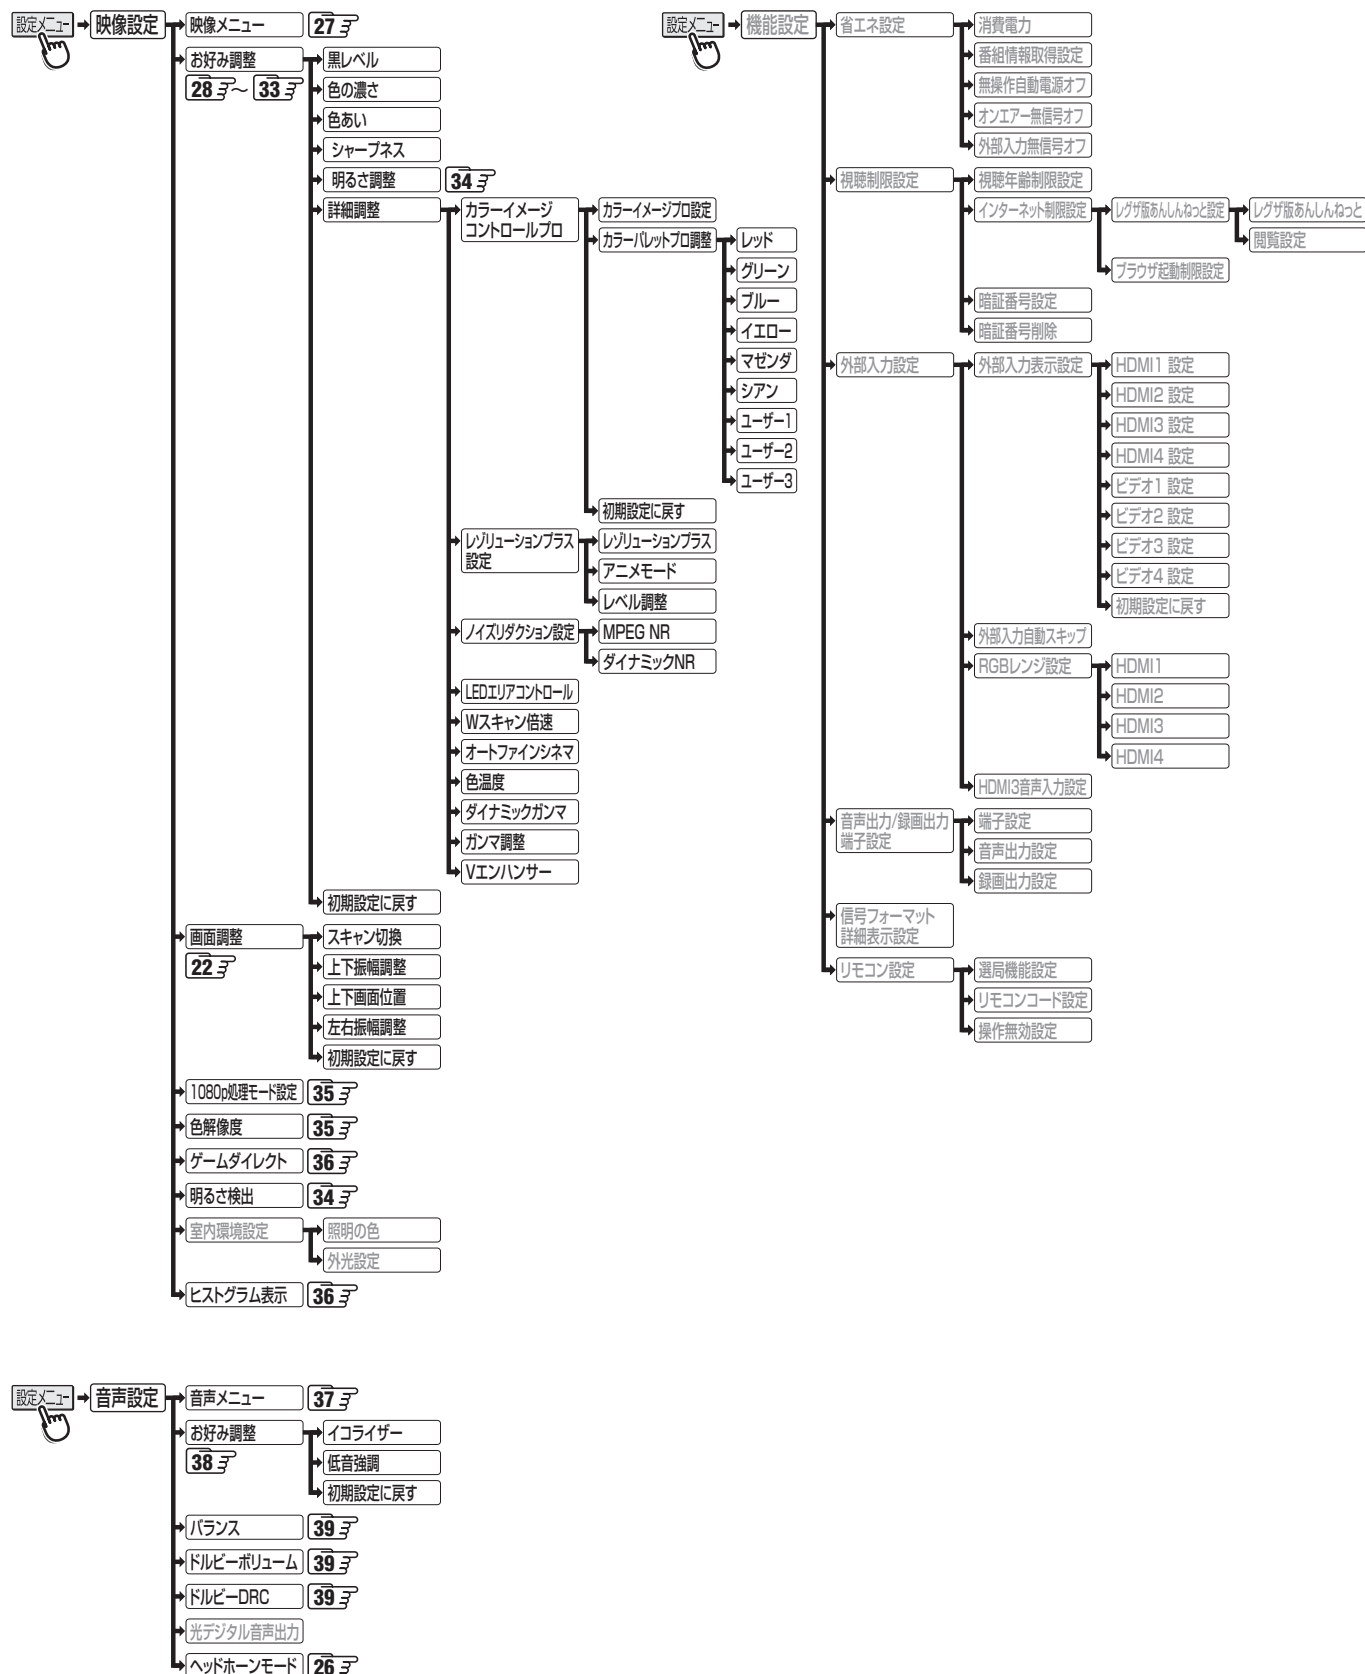 設定メニュー
映像設定
映像メニュー
27
お好み調整
28 ～ 33
黒レベル
色の濃さ
色あい
シャープネス
明るさ調整
34
詳細調整
カラーイメージ
コントロールプロ
カラーイメージプロ設定
カラーパレットプロ調整
レッド
グリーン
ブルー
イエロー
マゼンダ
シアン
ユーザー1
ユーザー2
ユーザー3
初期設定に戻す
レゾリューションプラス
設定
レゾリューションプラス
アニメモード
レベル調整
ノイズリダクション設定
MPEG NR
ダイナミックNR
LEDエリアコントロール
Wスキャン倍速
オートファインシネマ
色温度
ダイナミックガンマ
ガンマ調整
Vエンハンサー
初期設定に戻す
画面調整
22
スキャン切換
上下振幅調整
上下画面位置
左右振幅調整
初期設定に戻す
1080p処理モード設定
35
色解像度
35
ゲームダイレクト
36
明るさ検出
34
室内環境設定
照明の色
外光設定
ヒストグラム表示
36
設定メニュー
音声設定
音声メニュー
37
お好み調整
38
イコライザー
低音強調
初期設定に戻す
バランス
39
ドルビーボリューム
39
ドルビーDRC
39
光デジタル音声出力
ヘッドホーンモード
26
設定メニュー
機能設定
省エネ設定
消費電力
番組情報取得設定
無操作自動電源オフ
オンエアー無信号オフ
外部入力無信号オフ
視聴制限設定
視聴年齢制限設定
インターネット制限設定
レグザ版あんしんねっと設定
レグザ版あんしんねっと
閲覧設定
ブラウザ起動制限設定
暗証番号設定
暗証番号削除
外部入力設定
外部入力表示設定
HDMI1 設定
HDMI2 設定
HDMI3 設定
HDMI4 設定
ビデオ1 設定
ビデオ2 設定
ビデオ3 設定
ビデオ4 設定
初期設定に戻す
外部入力自動スキップ
RGBレンジ設定
HDMI1
HDMI2
HDMI3
HDMI4
HDMI3音声入力設定
音声出力/録画出力
端子設定
端子設定
音声出力設定
録画出力設定
信号フォーマット
詳細表示設定
リモコン設定
選局機能設定
リモコンコード設定
操作無効設定